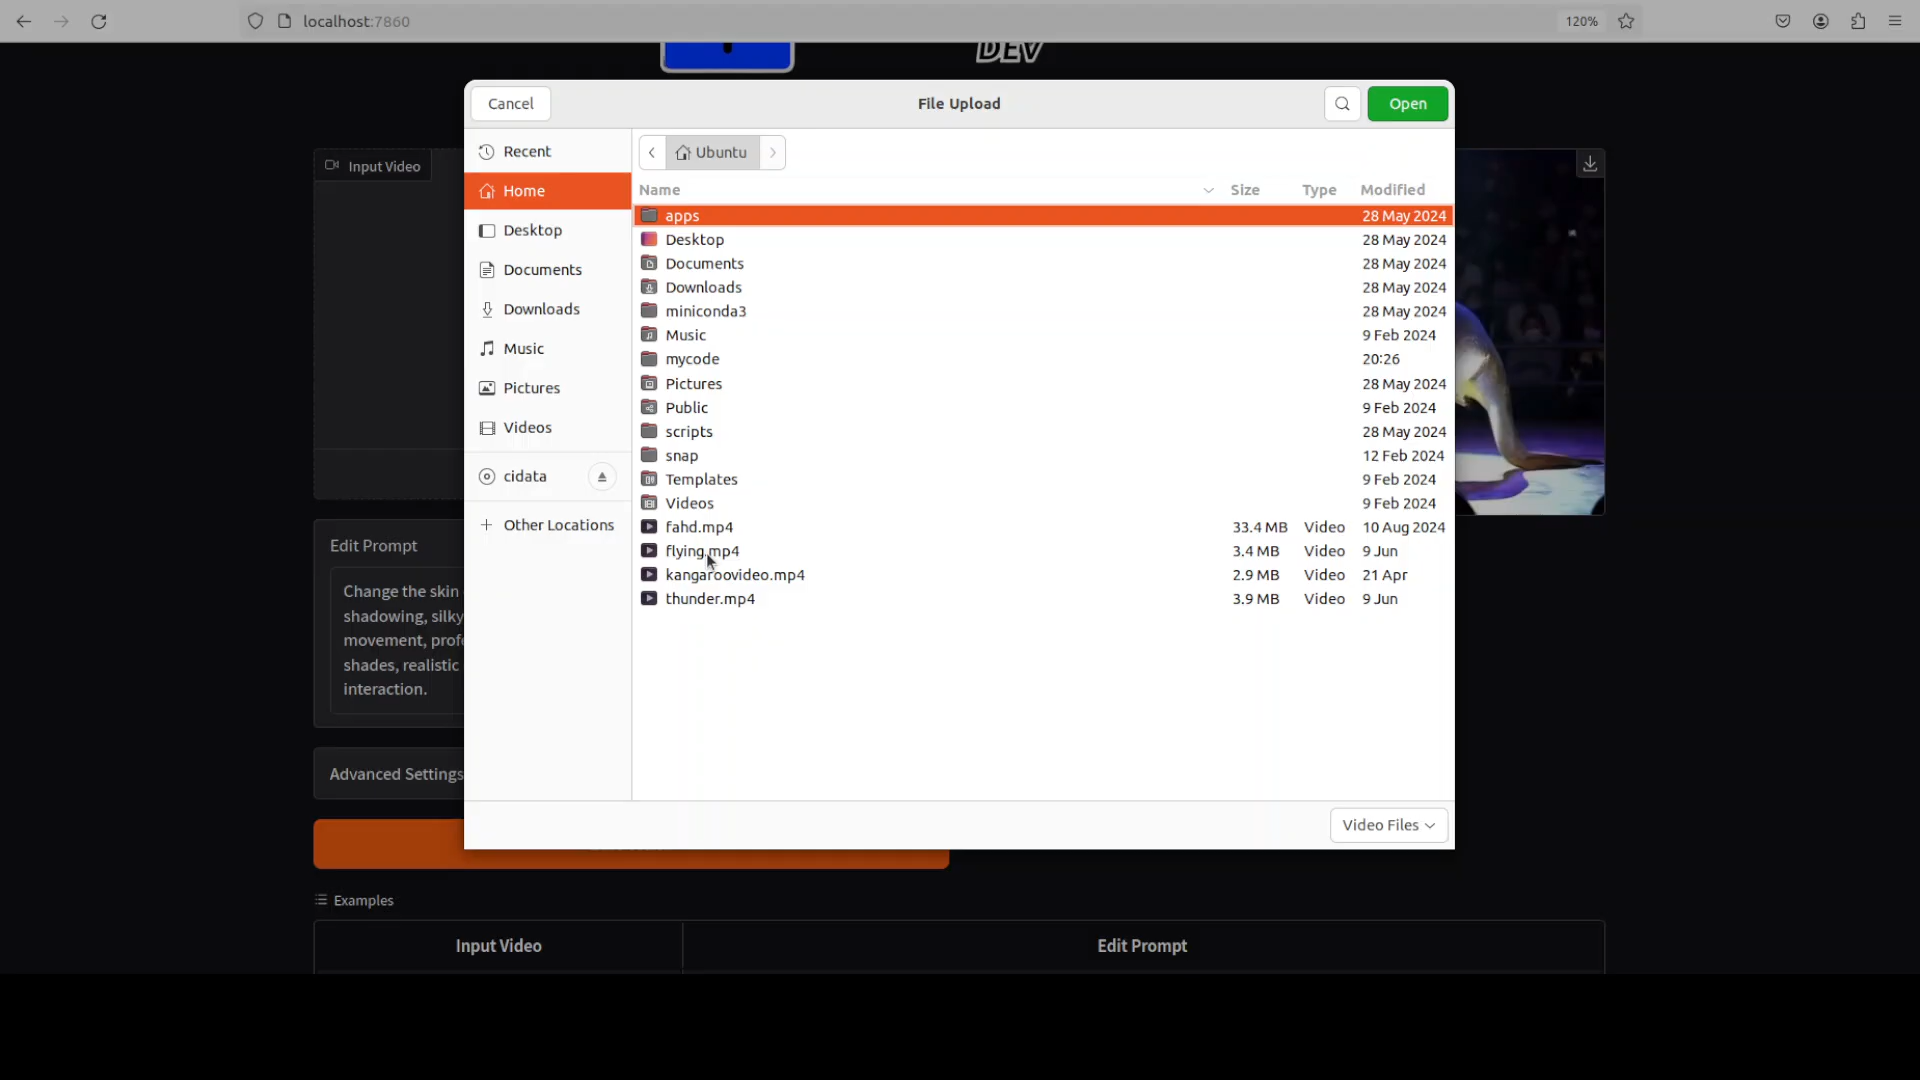 localhost:7860
120%
DEV
Cancel
File Upload
Open
Recent
Home
Desktop
Documents
Downloads
Music
Pictures
Videos
cidata
Other Locations
Ubuntu
Name Size Type Modified
apps 28 May 2024
Desktop 28 May 2024
Documents 28 May 2024
Downloads 28 May 2024
miniconda3 28 May 2024
Music 9 Feb 2024
mycode 20:26
Pictures 28 May 2024
Public 9 Feb 2024
scripts 28 May 2024
snap 12 Feb 2024
Templates 9 Feb 2024
Videos 9 Feb 2024
fahd.mp4 33.4 MB Video 10 Aug 2024
flying.mp4 3.4 MB Video 9 Jun
kangaroovideo.mp4 2.9 MB Video 21 Apr
thunder.mp4 3.9 MB Video 9 Jun
Video Files
Input Video
Edit Prompt
Change the skin
shadowing, silky
movement, profe
shades, realistic
interaction.
Advanced Settings
Examples
Input Video Edit Prompt